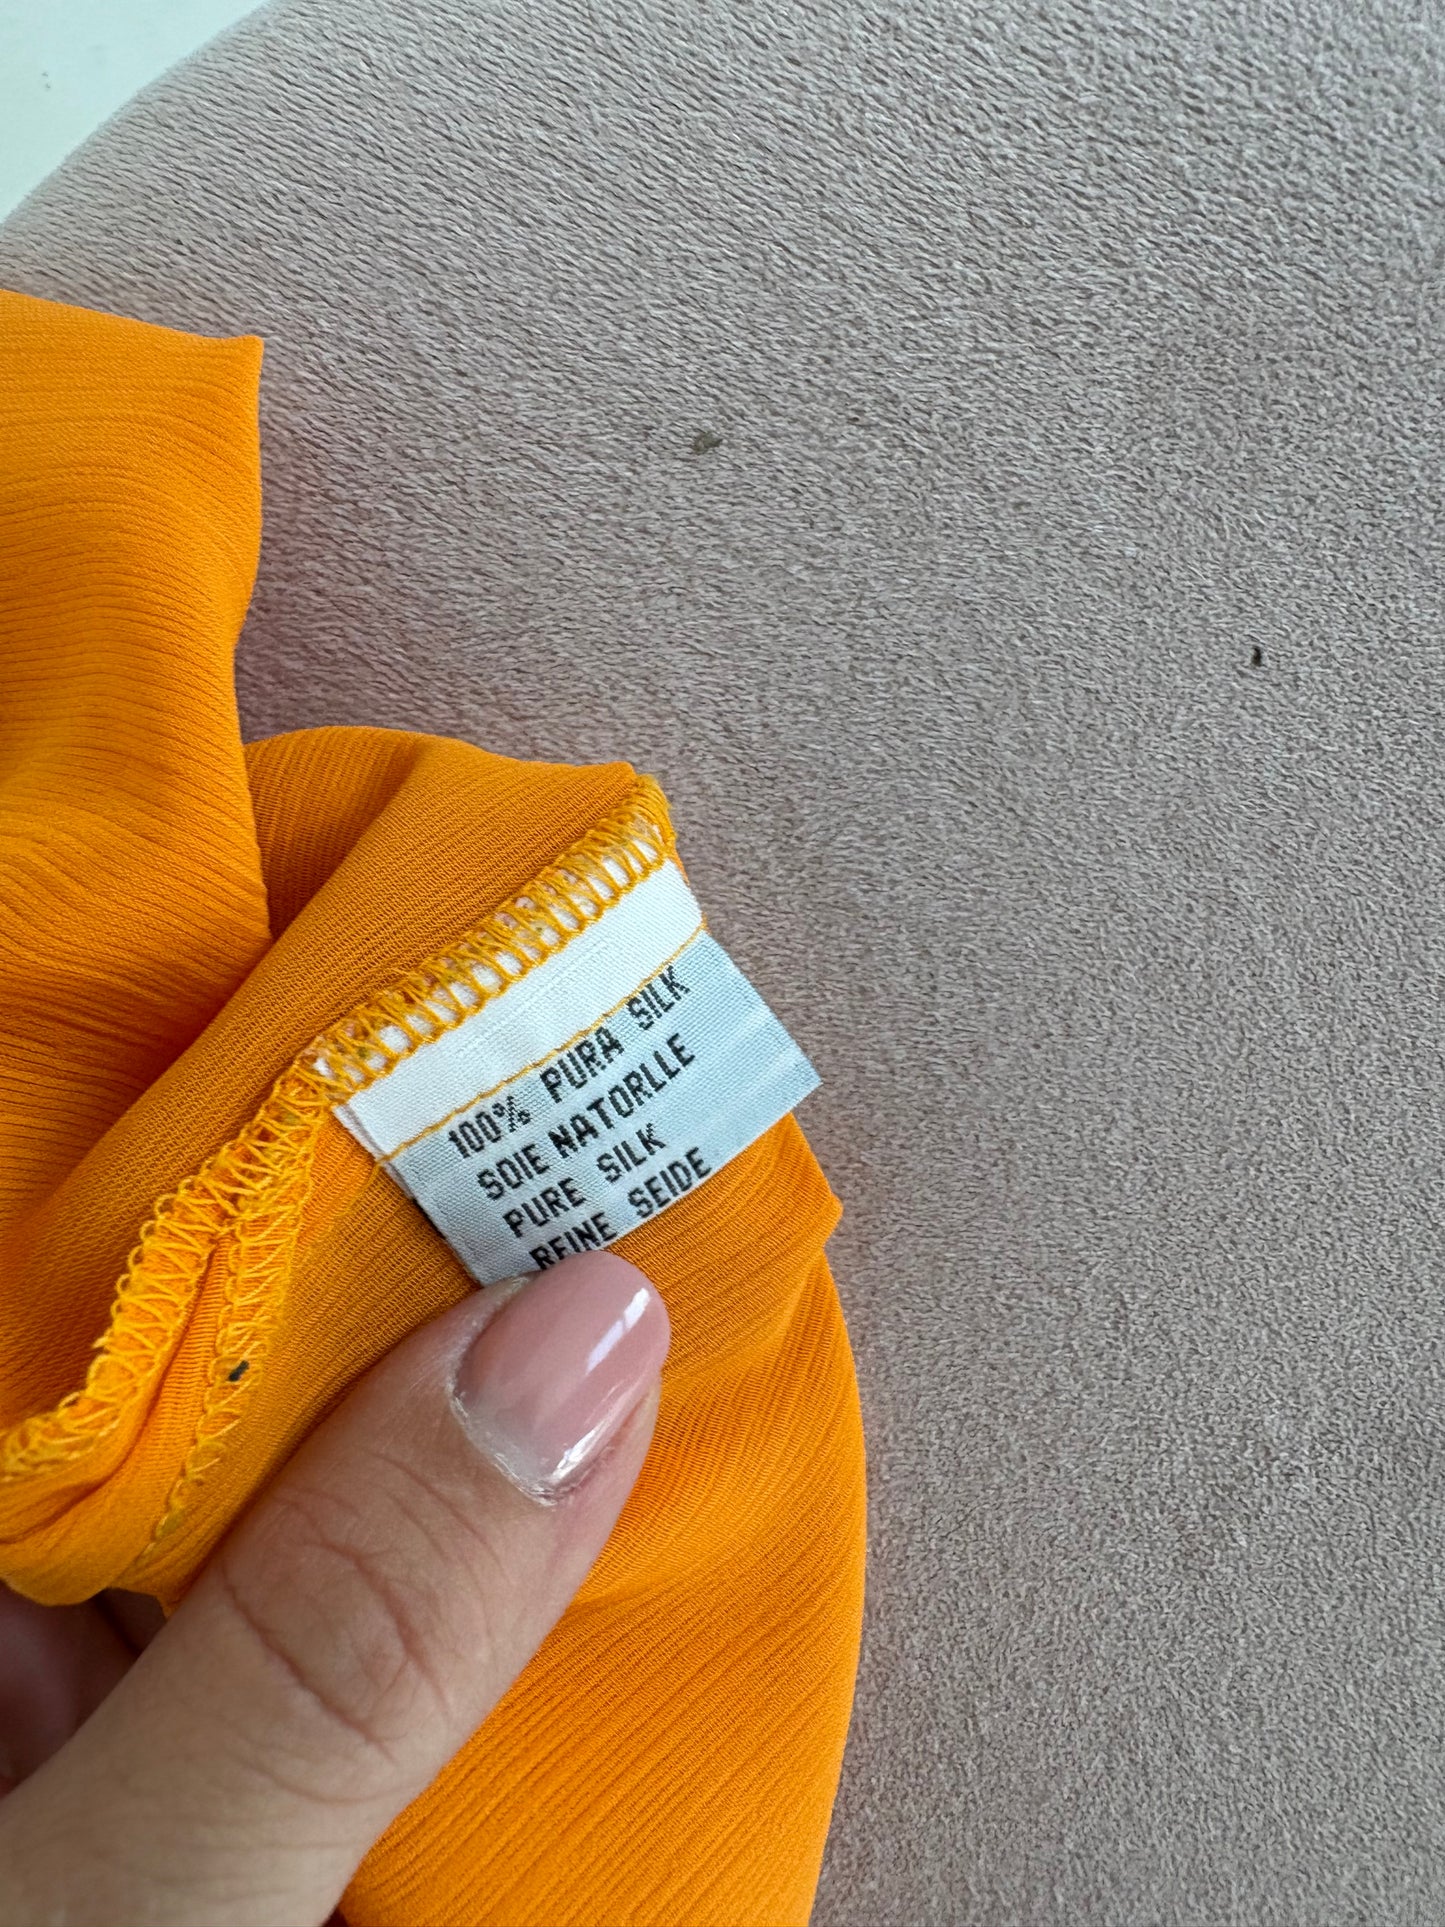 100% PURA SILK
SOIE NATORLLE
PURE SILK
REINE SEIDE